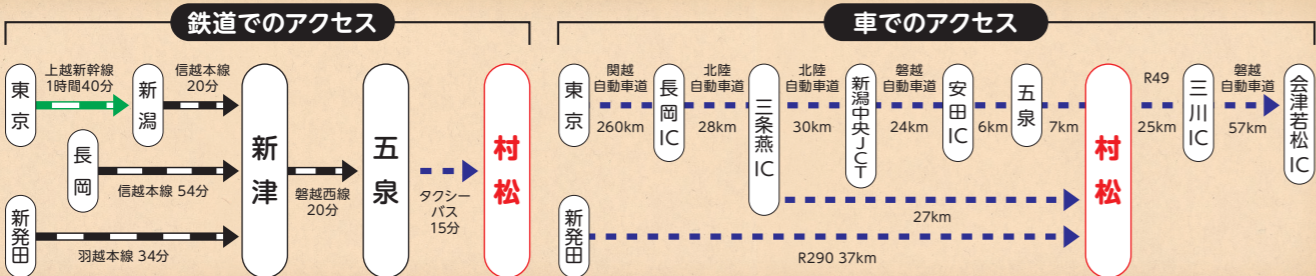 鉄道でのアクセス
東京
上越新幹線
1時間40分
新潟
信越本線
20分
長岡
信越本線 54分
新発田
羽越本線 34分
新津
磐越西線
20分
五泉
タクシー
バス
15分
村松
車でのアクセス
東京
関越
自動車道
260km
長岡IC
北陸
自動車道
28km
三条燕IC
北陸
自動車道
30km
新潟中央JCT
磐越
自動車道
24km
安田IC
6km
五泉
7km
村松
R49
25km
三川IC
磐越
自動車道
57km
会津若松IC
27km
新発田
R290 37km